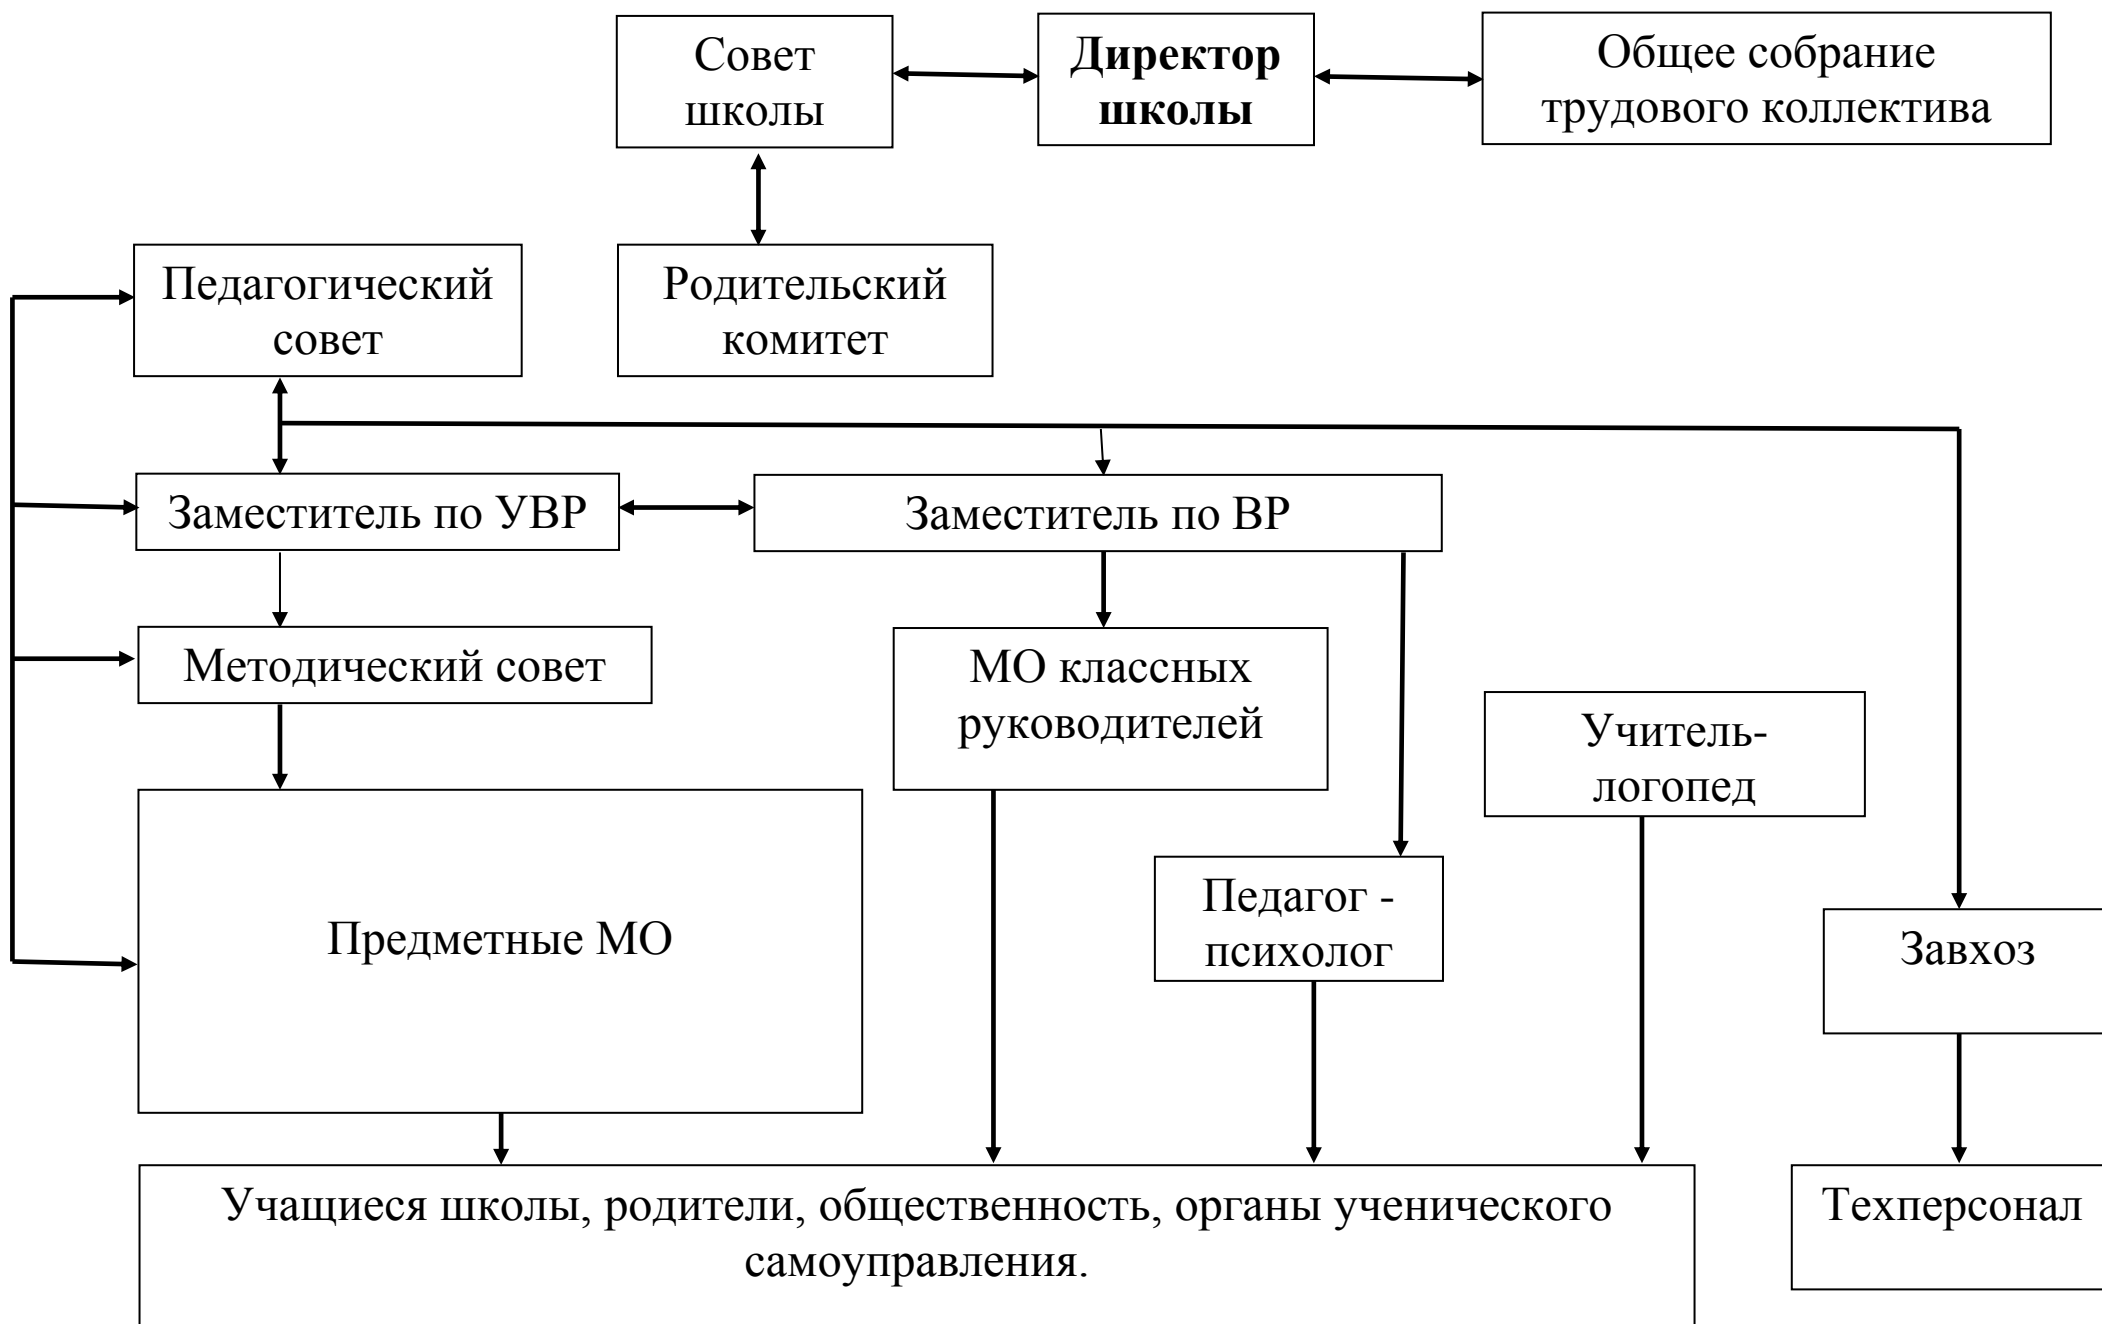 Совет
школы
Директор
школы
Общее собрание
трудового коллектива
Педагогический
совет
Родительский
комитет
Заместитель по УВР
Заместитель по ВР
Методический совет
МО классных
руководителей
Учитель-
логопед
Предметные МО
Педагог -
психолог
Завхоз
Учащиеся школы, родители, общественность, органы ученического
самоуправления.
Техперсонал